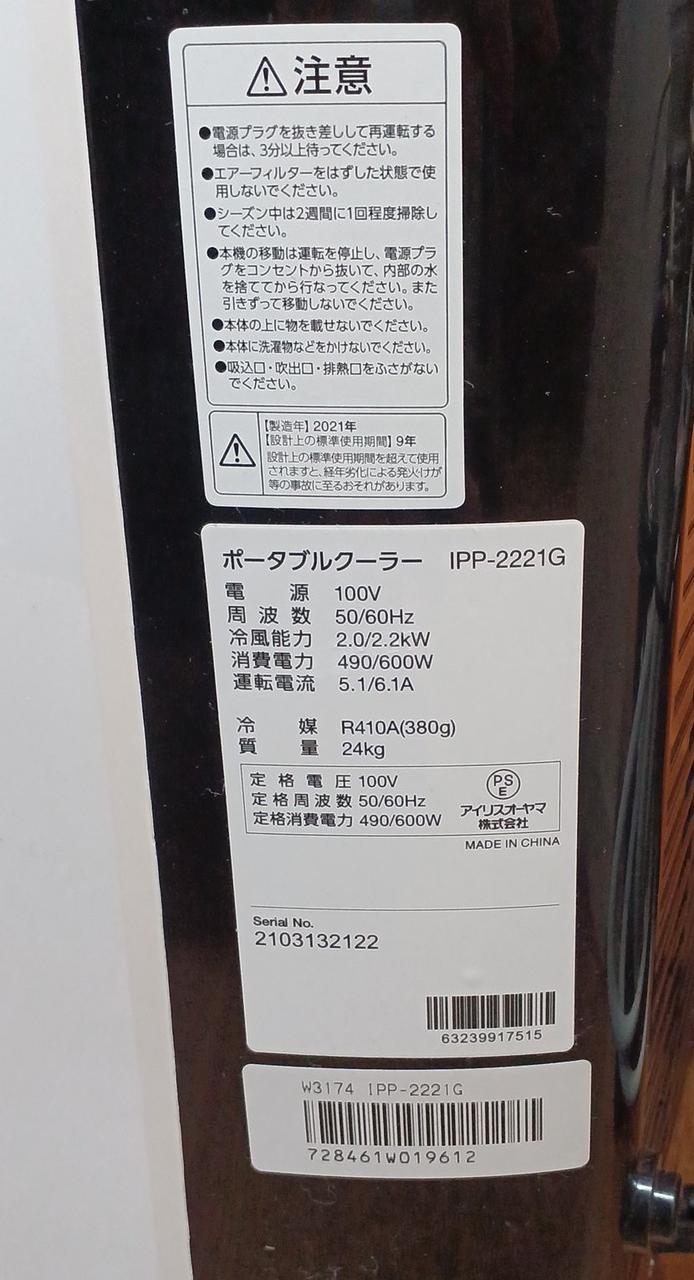 注意
●電源プラグを抜き差しして再運転する
場合は、3分以上待ってください。
●エアーフィルターをはずした状態で使
用しないでください。
●シーズン中は2週間に1回程度掃除し
てください。
●本機の移動は運転を停止し、電源プラ
グをコンセントから抜いて、内部の水
を捨ててから行なってください。また
引きずって移動しないでください。
●本体の上に物を載せないでください。
●本体に洗濯物などをかけないでください。
●吸込口・吹出口・排熱口をふさがない
でください。
【製造年】2021年
【設計上の標準使用期間】9年
設計上の標準使用期間を超えて使用
されますと、経年劣化による発火・けが
等の事故に至るおそれがあります。
ポータブルクーラー IPP-2221G
電源 100V
周波数 50/60Hz
冷風能力 2.0/2.2kW
消費電力 490/600W
運転電流 5.1/6.1A
冷媒 R410A(380g)
質量 24kg
定格電圧 100V
定格周波数 50/60Hz
定格消費電力 490/600W
PS
E
アイリスオーヤマ
株式会社
MADE IN CHINA
Serial No.
2103132122
63239917515
W3174 IPP-2221G
728461W019612